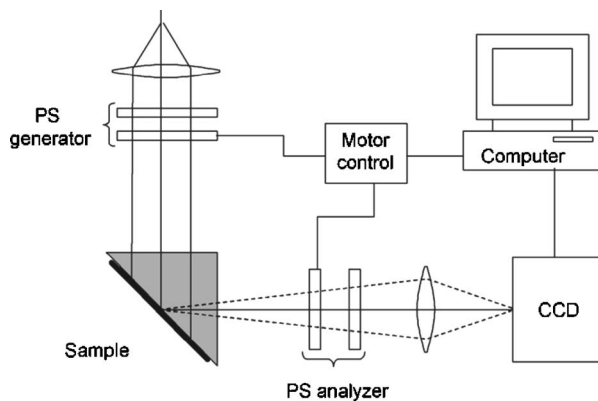 PS
generator
Motor
control
Computer
Sample
PS analyzer
CCD